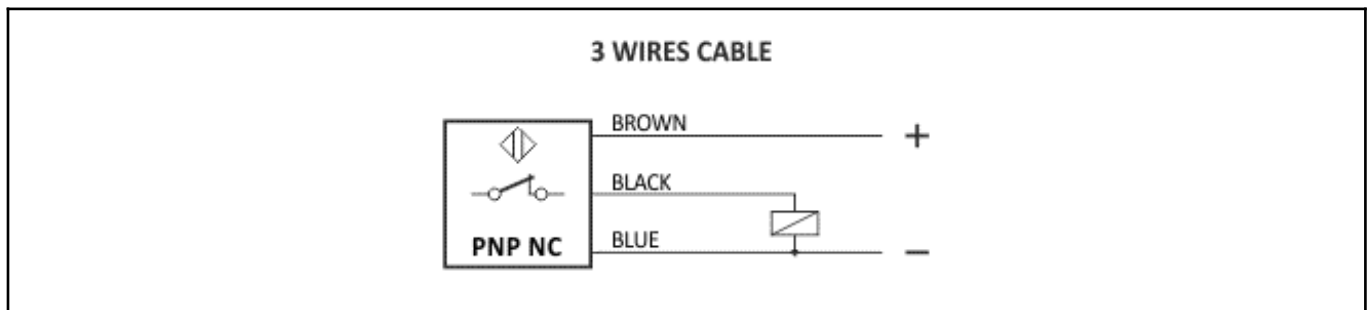 3 WIRES CABLE
BROWN
+
BLACK
PNP NC
BLUE
−